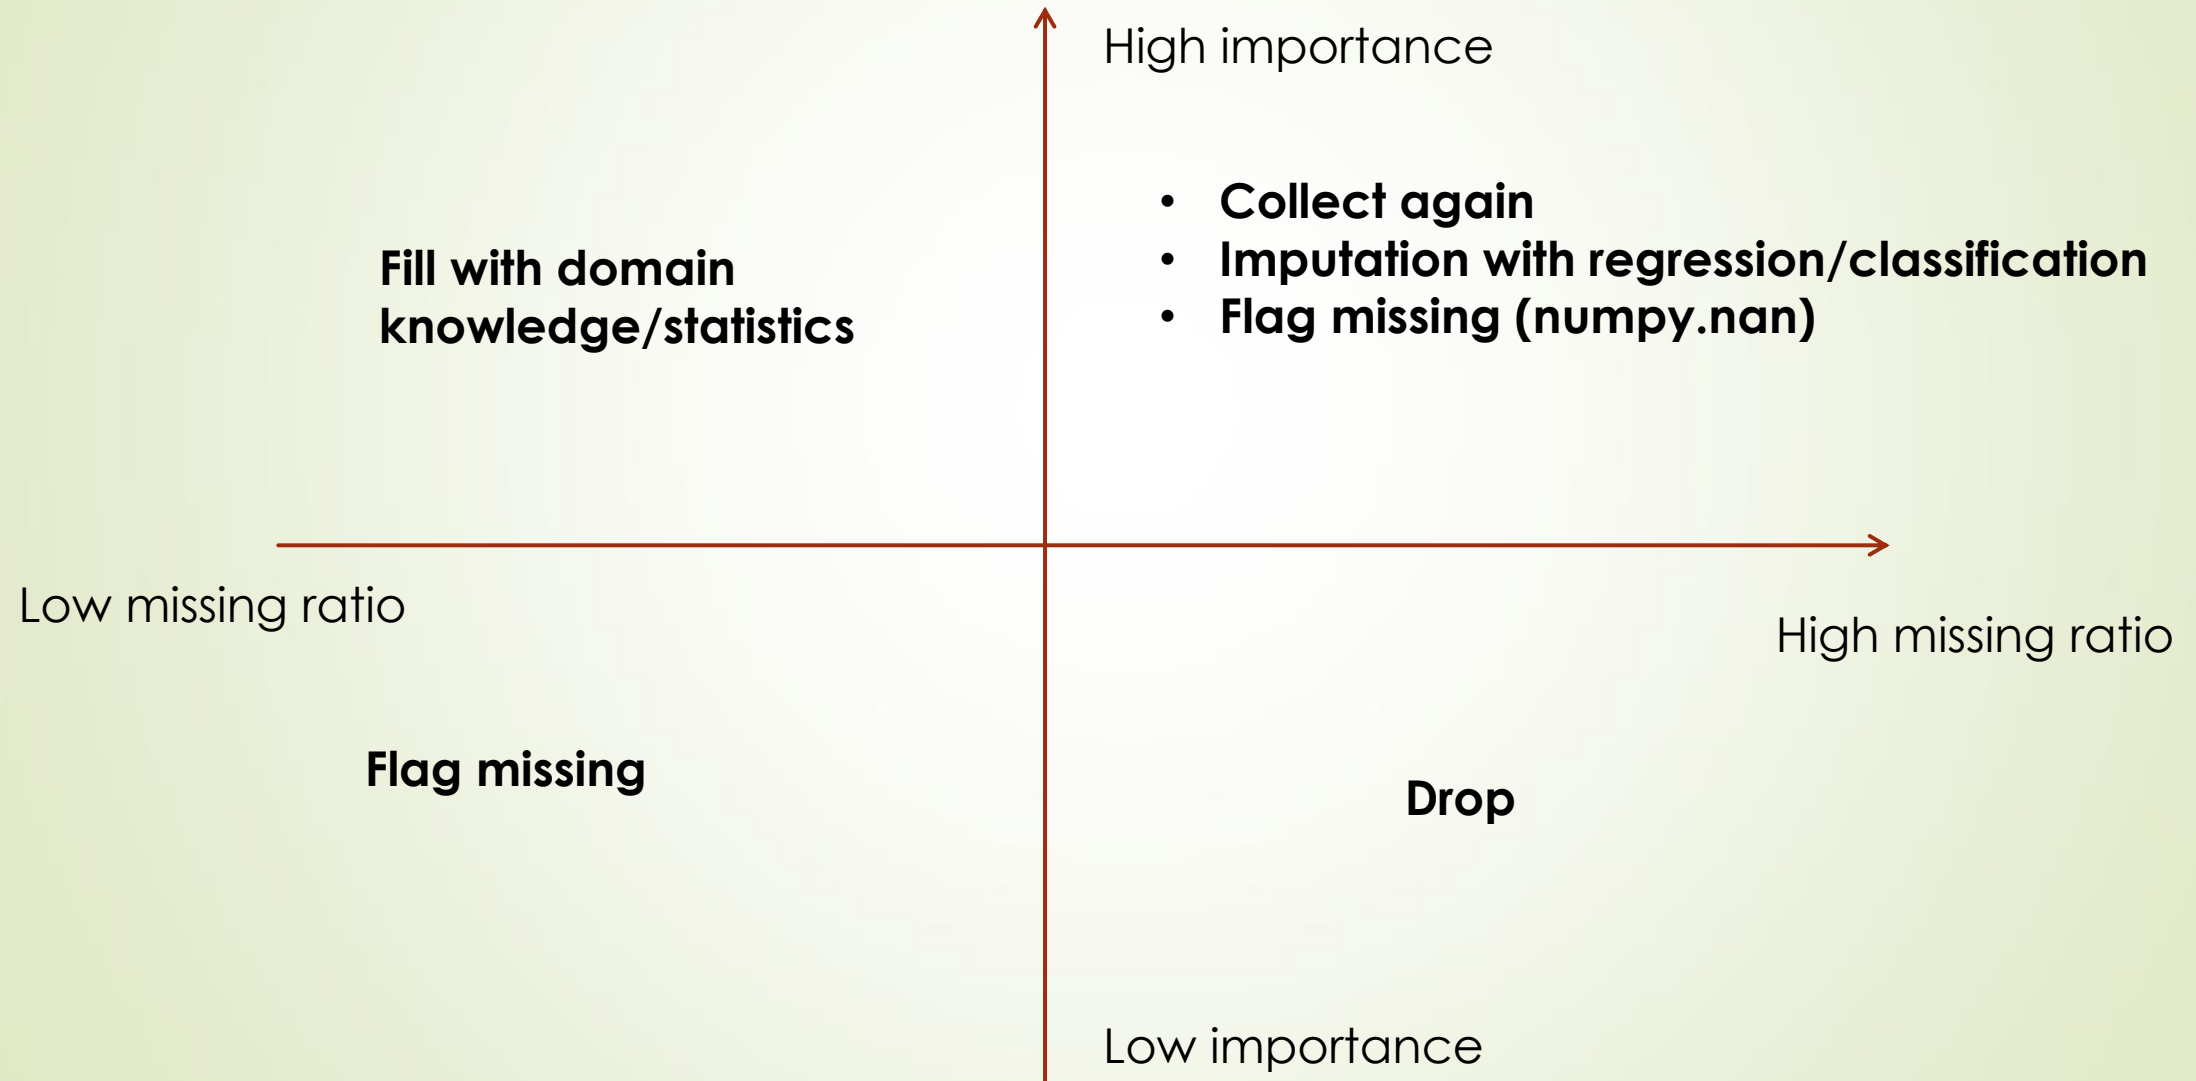 High importance
• Collect again
• Imputation with regression/classification
• Flag missing (numpy.nan)
Fill with domain
knowledge/statistics
Low missing ratio
High missing ratio
Flag missing
Drop
Low importance